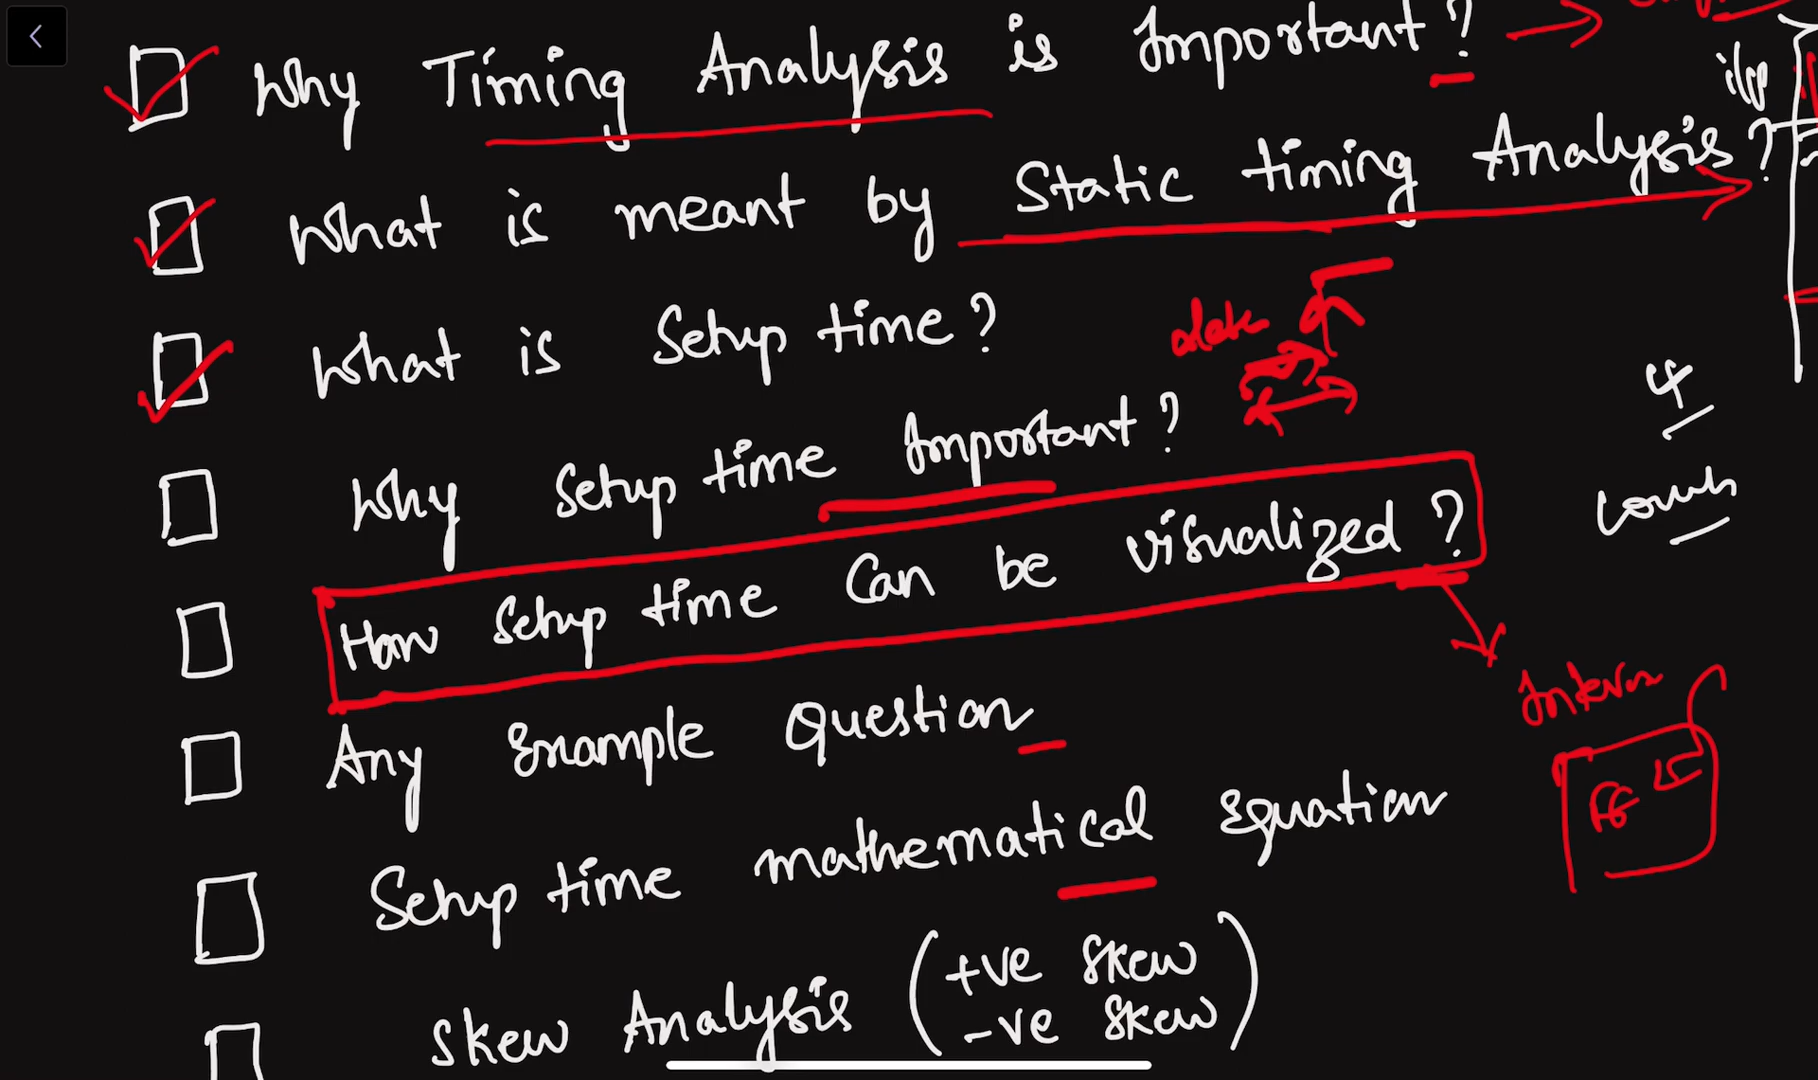 Why Timing Analysis is Important?
i/p
What is meant by Static timing Analysis?
What is Setup time?
Why Setup time Important?
4
How Setup time Can be visualized?
Any Example Question
FF
Setup time mathematical Equation
Skew Analysis (+ve skew
-ve skew)